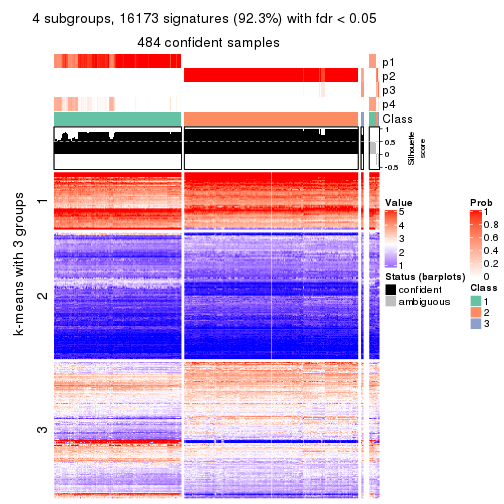 4 subgroups, 16173 signatures (92.3%) with fdr < 0.05
484 confident samples
p1
p2
p3
p4
Class
1
0.5
0
-0.5
Silhouette
score
k-means with 3 groups
1
2
3
Value
5
4
3
2
1
Status (barplots)
confident
ambiguous
Prob
1
0.8
0.6
0.4
0.2
0
Class
1
2
3